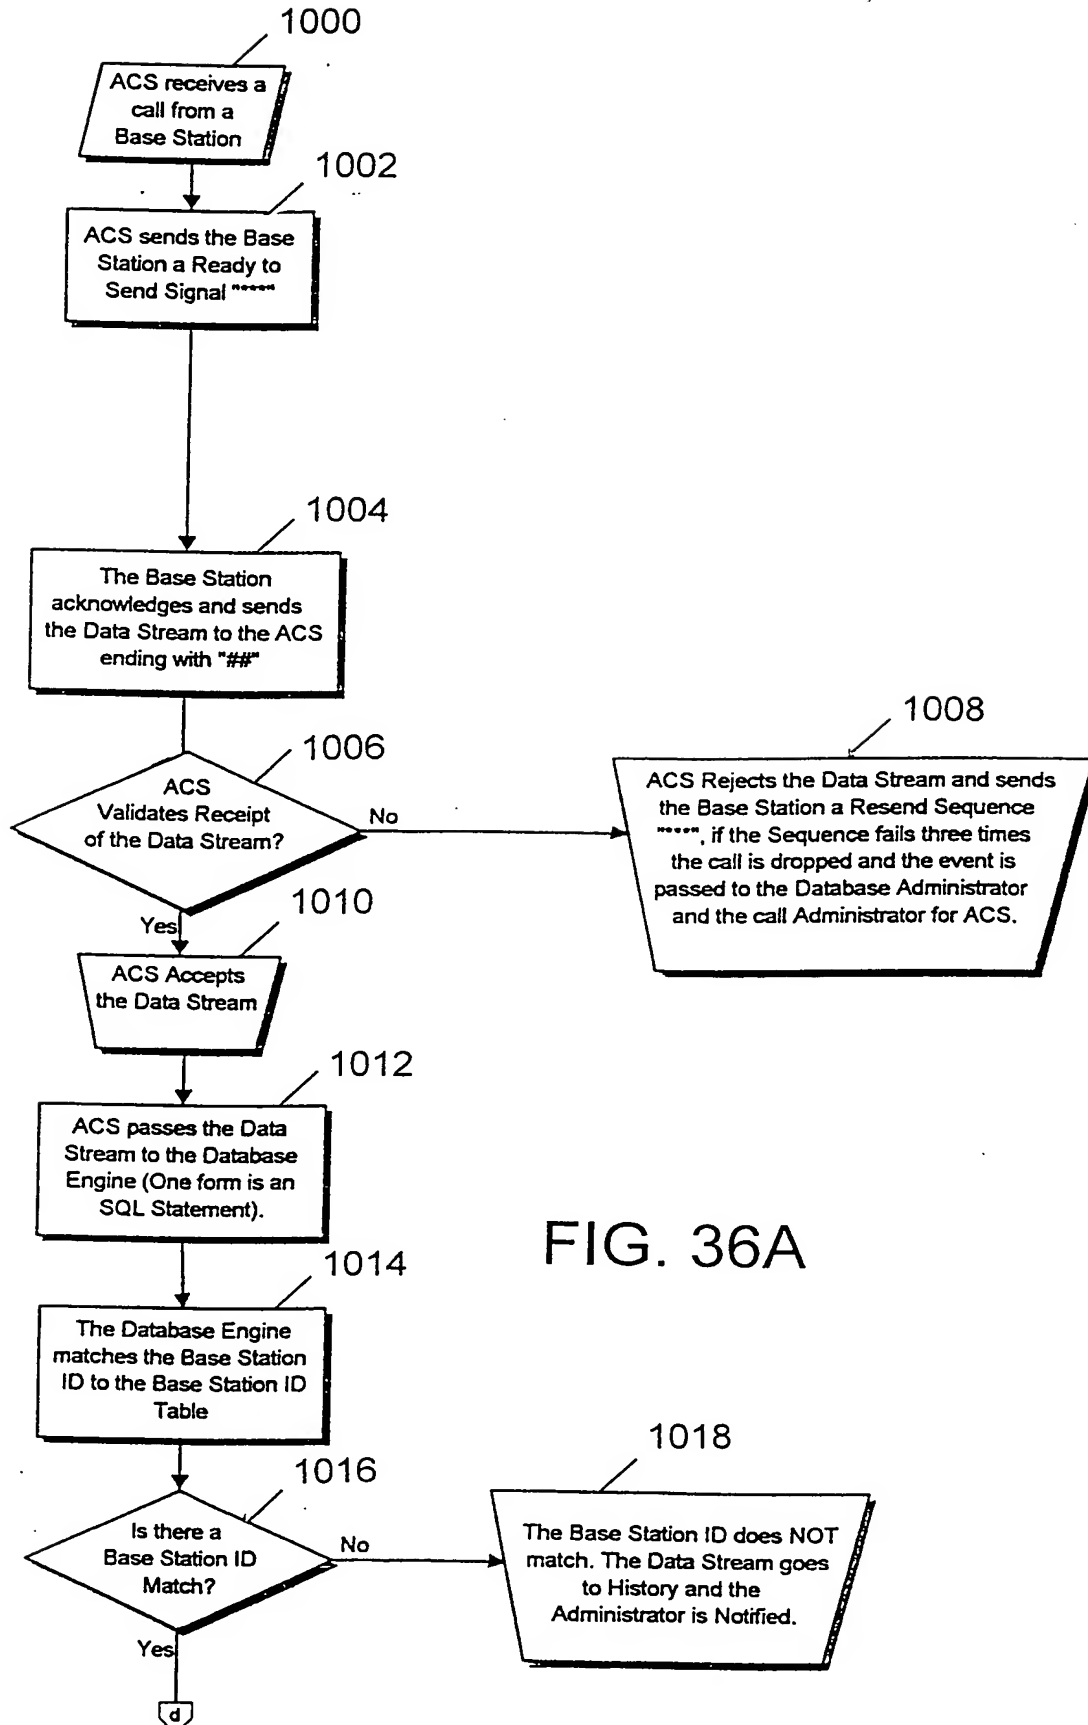 1000
ACS receives a
call from a
Base Station
1002
ACS sends the Base
Station a Ready to
Send Signal "****"
1004
The Base Station
acknowledges and sends
the Data Stream to the ACS
ending with "##"
1006
ACS
Validates Receipt
of the Data Stream?
No
Yes
1008
ACS Rejects the Data Stream and sends
the Base Station a Resend Sequence
"***", if the Sequence fails three times
the call is dropped and the event is
passed to the Database Administrator
and the call Administrator for ACS.
1010
ACS Accepts
the Data Stream
1012
ACS passes the Data
Stream to the Database
Engine (One form is an
SQL Statement).
FIG. 36A
1014
The Database Engine
matches the Base Station
ID to the Base Station ID
Table
1016
Is there a
Base Station ID
Match?
No
Yes
1018
The Base Station ID does NOT
match. The Data Stream goes
to History and the
Administrator is Notified.
d